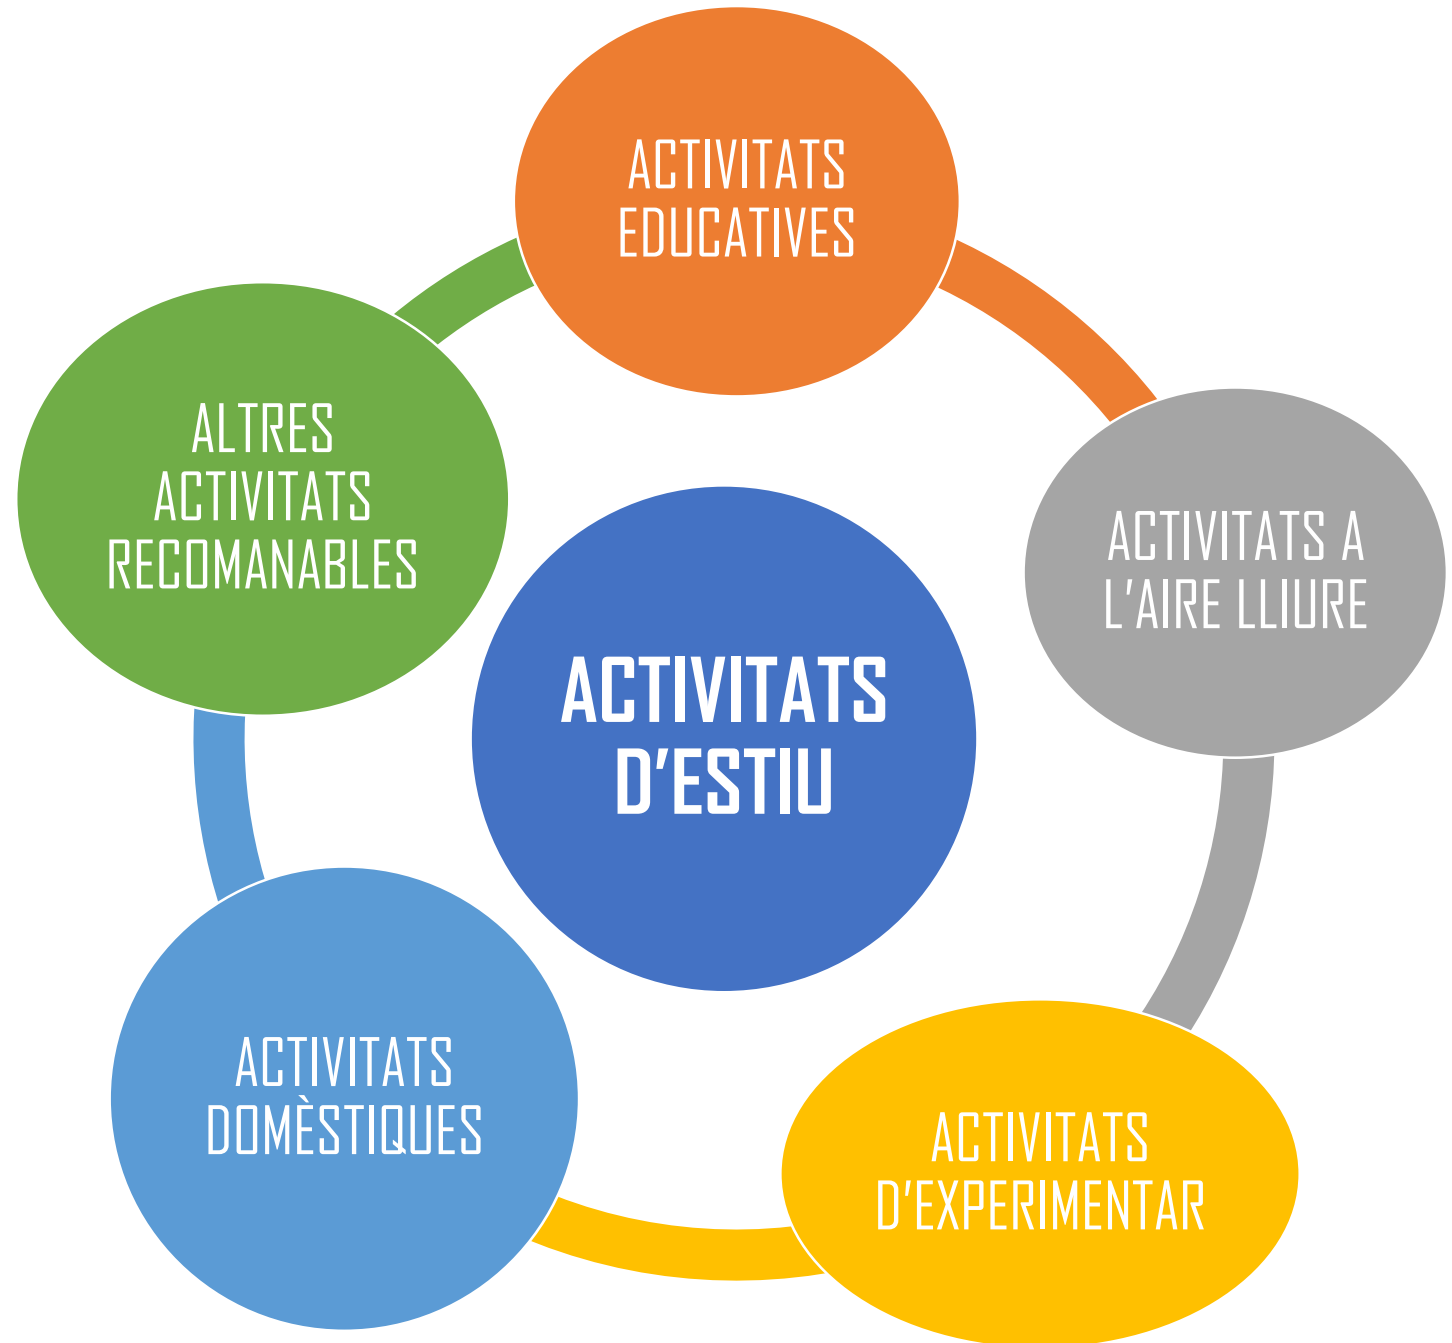 ACTIVITATS
EDUCATIVES
ACTIVITATS A
L'AIRE LLIURE
ACTIVITATS
D'EXPERIMENTAR
ACTIVITATS
DOMÈSTIQUES
ALTRES
ACTIVITATS
RECOMANABLES
ACTIVITATS
D'ESTIU